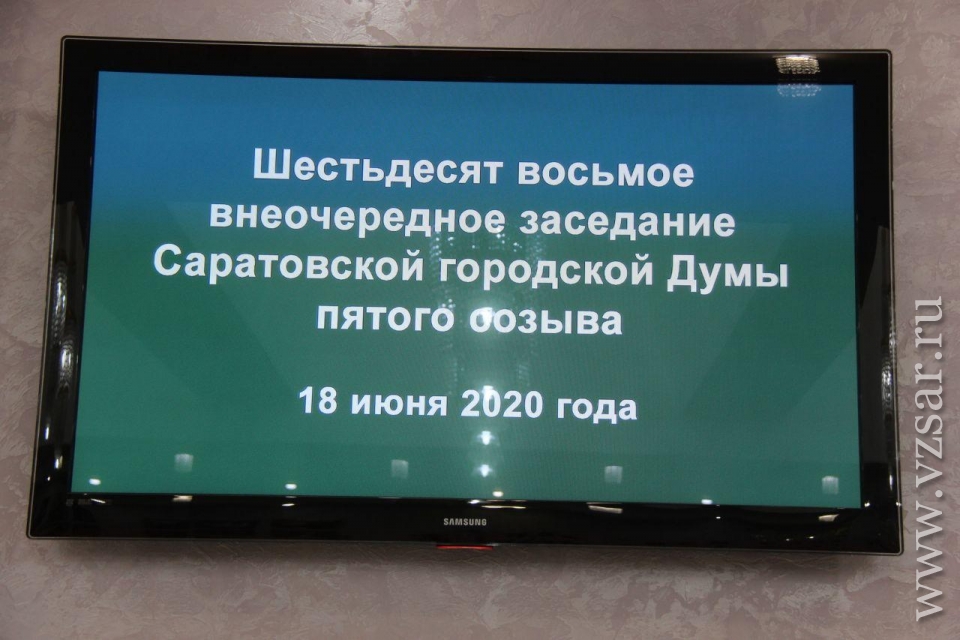 Шестьдесят восьмое
внеочередное заседание
Саратовской городской Думы
пятого созыва
18 июня 2020 года
SAMSUNG
www.vzsar.ru